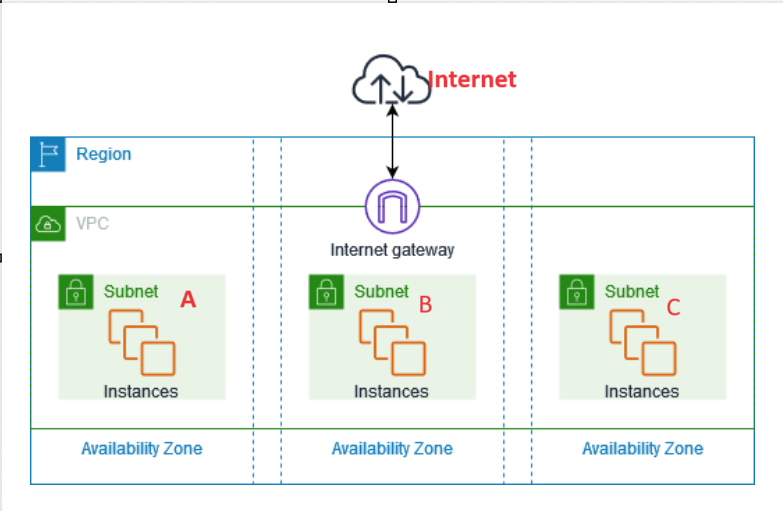 Internet
Region
VPC
Internet gateway
Subnet A
Subnet B
Subnet C
Instances
Instances
Instances
Availability Zone
Availability Zone
Availability Zone